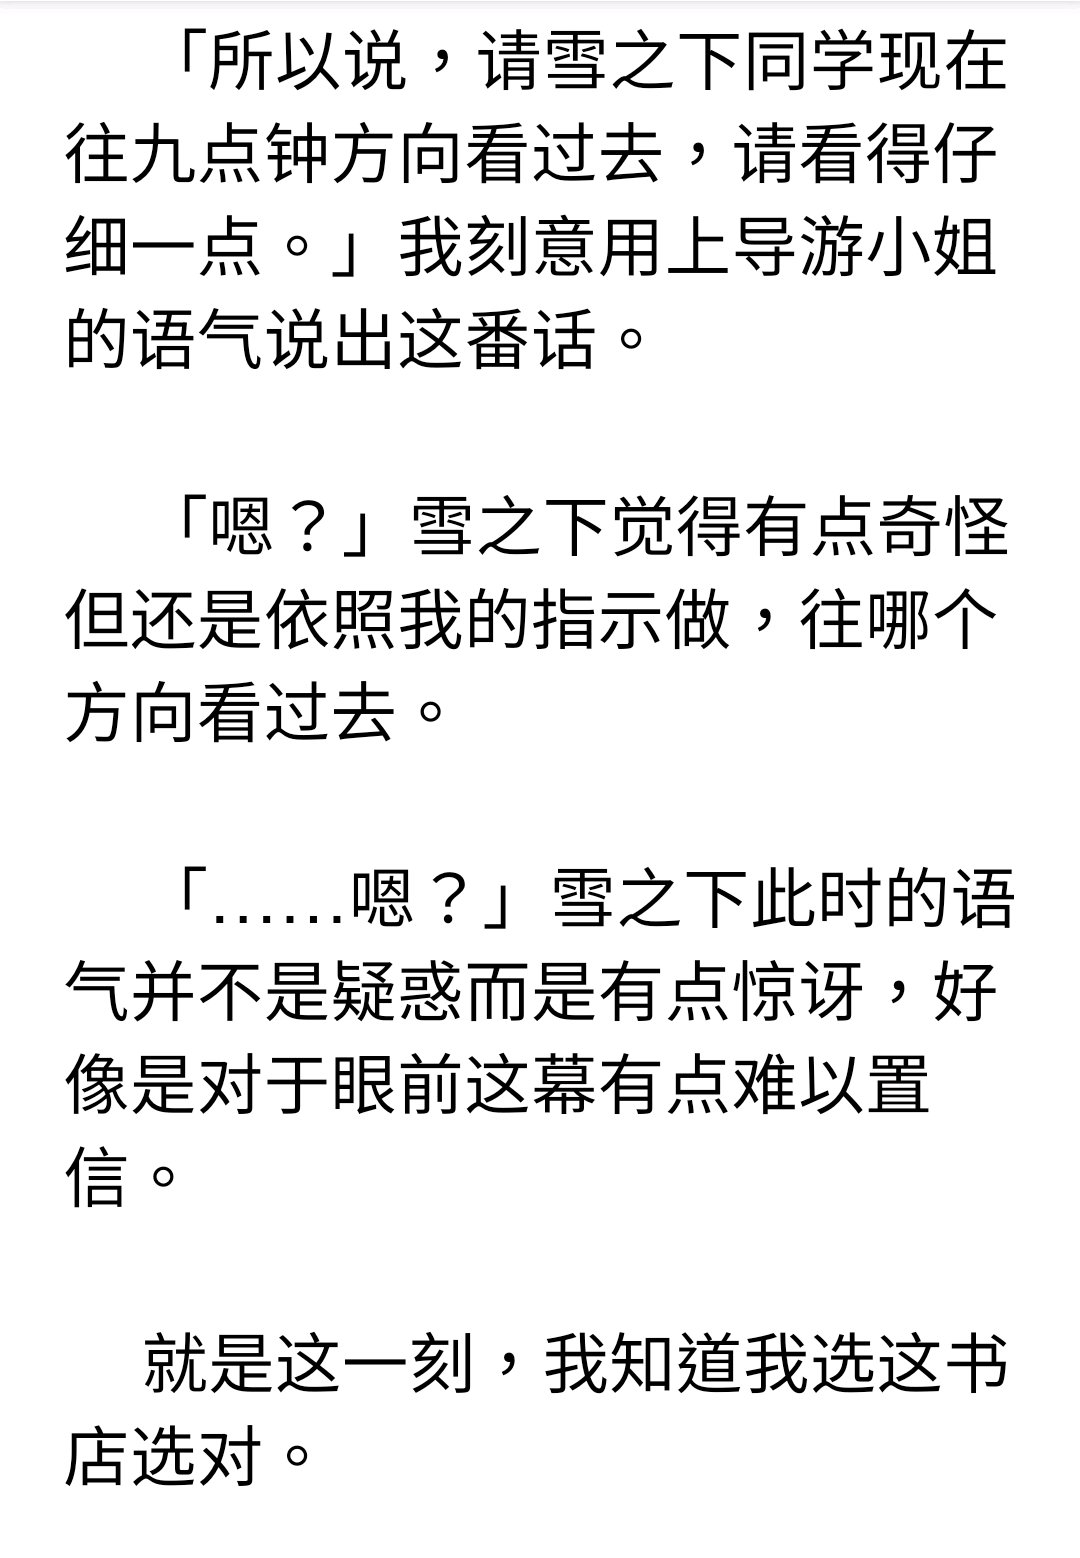 「所以说，请雪之下同学现在
往九点钟方向看过去，请看得仔
细一点。」我刻意用上导游小姐
的语气说出这番话。
「嗯？」雪之下觉得有点奇怪
但还是依照我的指示做，往哪个
方向看过去。
「……嗯？」雪之下此时的语
气并不是疑惑而是有点惊讶，好
像是对于眼前这幕有点难以置
信。
就是这一刻，我知道我选这书
店选对。